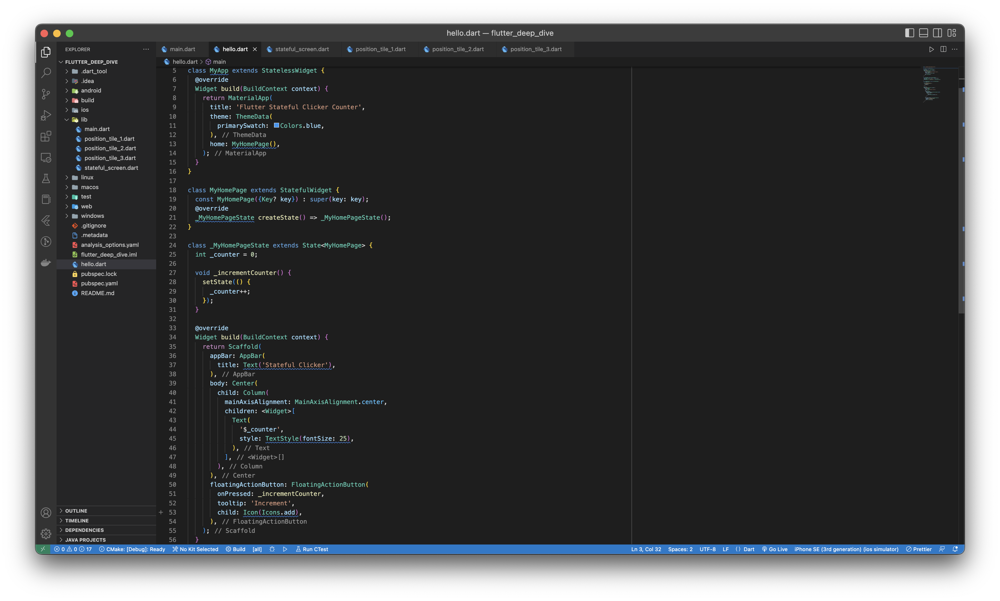 hello.dart — flutter_deep_dive
EXPLORER
main.dart
hello.dart
stateful_screen.dart
position_tile_1.dart
position_tile_2.dart
position_tile_3.dart
hello.dart > main
FLUTTER_DEEP_DIVE
.dart_tool
.idea
android
build
ios
lib
main.dart
position_tile_1.dart
position_tile_2.dart
position_tile_3.dart
stateful_screen.dart
linux
macos
test
web
windows
.gitignore
.metadata
analysis_options.yaml
flutter_deep_dive.iml
hello.dart
pubspec.lock
pubspec.yaml
README.md
OUTLINE
TIMELINE
DEPENDENCIES
JAVA PROJECTS
5 class MyApp extends StatelessWidget {
6 @override
7 Widget build(BuildContext context) {
8 return MaterialApp(
9 title: 'Flutter Stateful Clicker Counter',
10 theme: ThemeData(
11 primarySwatch: Colors.blue,
12 ), // ThemeData
13 home: MyHomePage(),
14 ); // MaterialApp
15 }
16 }
17
18 class MyHomePage extends StatefulWidget {
19 const MyHomePage({Key? key}) : super(key: key);
20 @override
21 _MyHomePageState createState() => _MyHomePageState();
22 }
23
24 class _MyHomePageState extends State<MyHomePage> {
25 int _counter = 0;
26
27 void _incrementCounter() {
28 setState(() {
29 _counter++;
30 });
31 }
32
33 @override
34 Widget build(BuildContext context) {
35 return Scaffold(
36 appBar: AppBar(
37 title: Text('Stateful Clicker'),
38 ), // AppBar
39 body: Center(
40 child: Column(
41 mainAxisAlignment: MainAxisAlignment.center,
42 children: <Widget>[
43 Text(
44 '$_counter',
45 style: TextStyle(fontSize: 25),
46 ), // Text
47 ], // <Widget>[]
48 ), // Column
49 ), // Center
50 floatingActionButton: FloatingActionButton(
51 onPressed: _incrementCounter,
52 tooltip: 'Increment',
53 child: Icon(Icons.add),
54 ), // FloatingActionButton
55 ); // Scaffold
56 }
0 0 17 CMake: [Debug]: Ready No Kit Selected Build [all] Run CTest Ln 3, Col 32 Spaces: 2 UTF-8 LF {} Dart Go Live iPhone SE (3rd generation) (ios simulator) Prettier